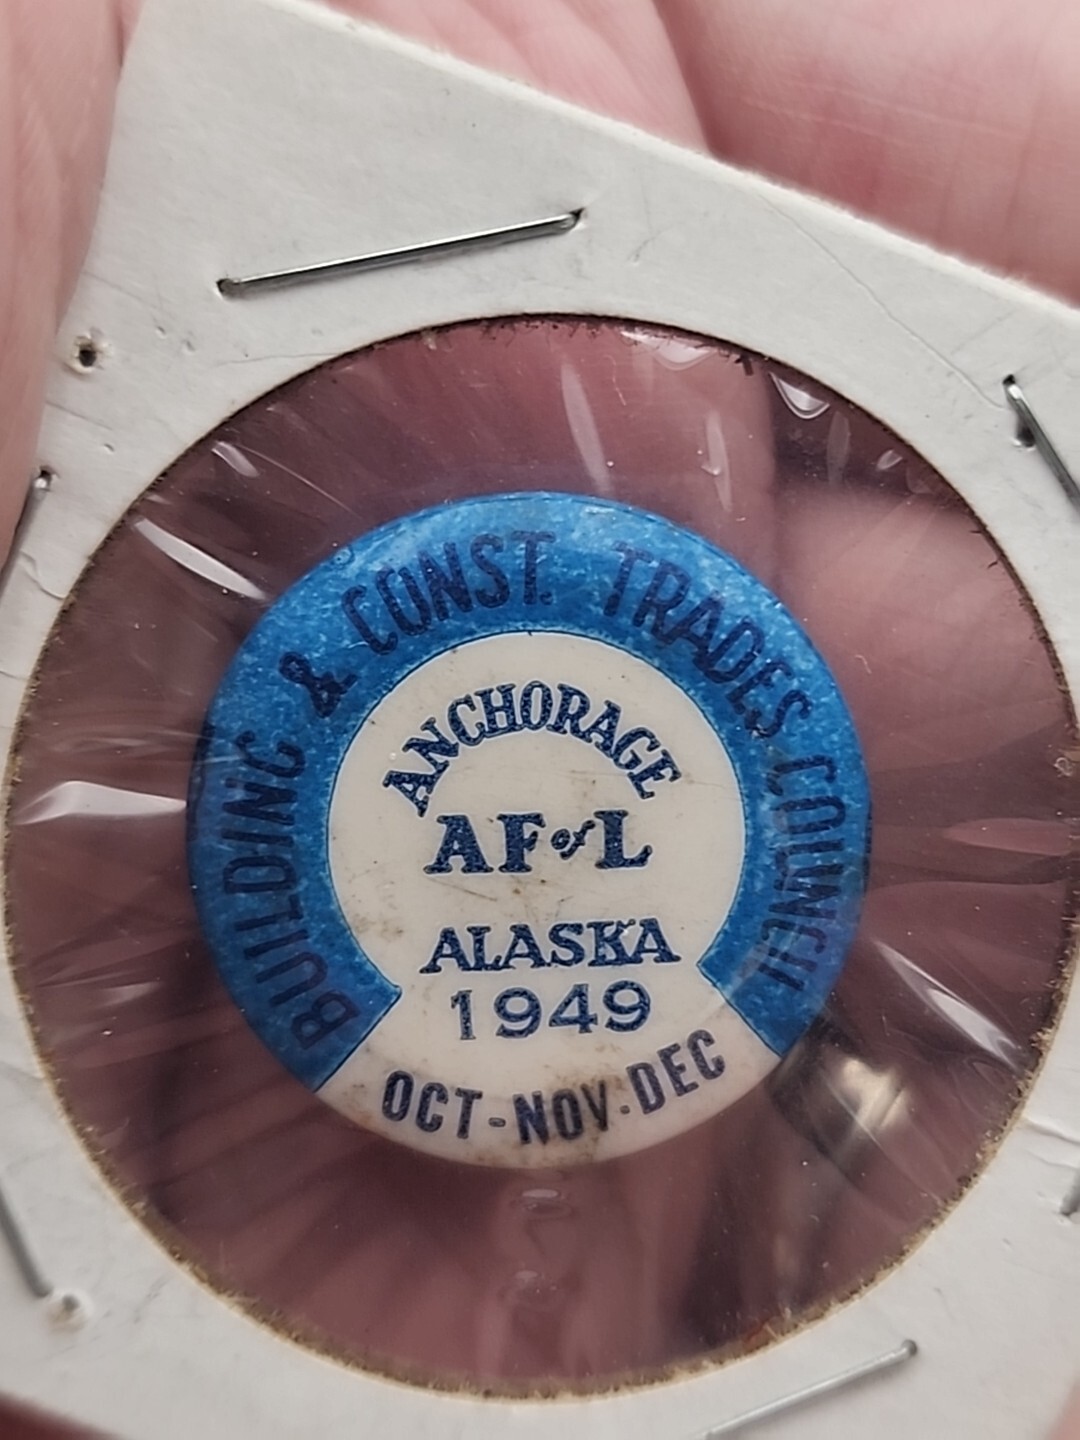 BUILDING & CONST. TRADES COUNCIL
ANCHORAGE
AF of L
ALASKA
1949
OCT-NOV-DEC